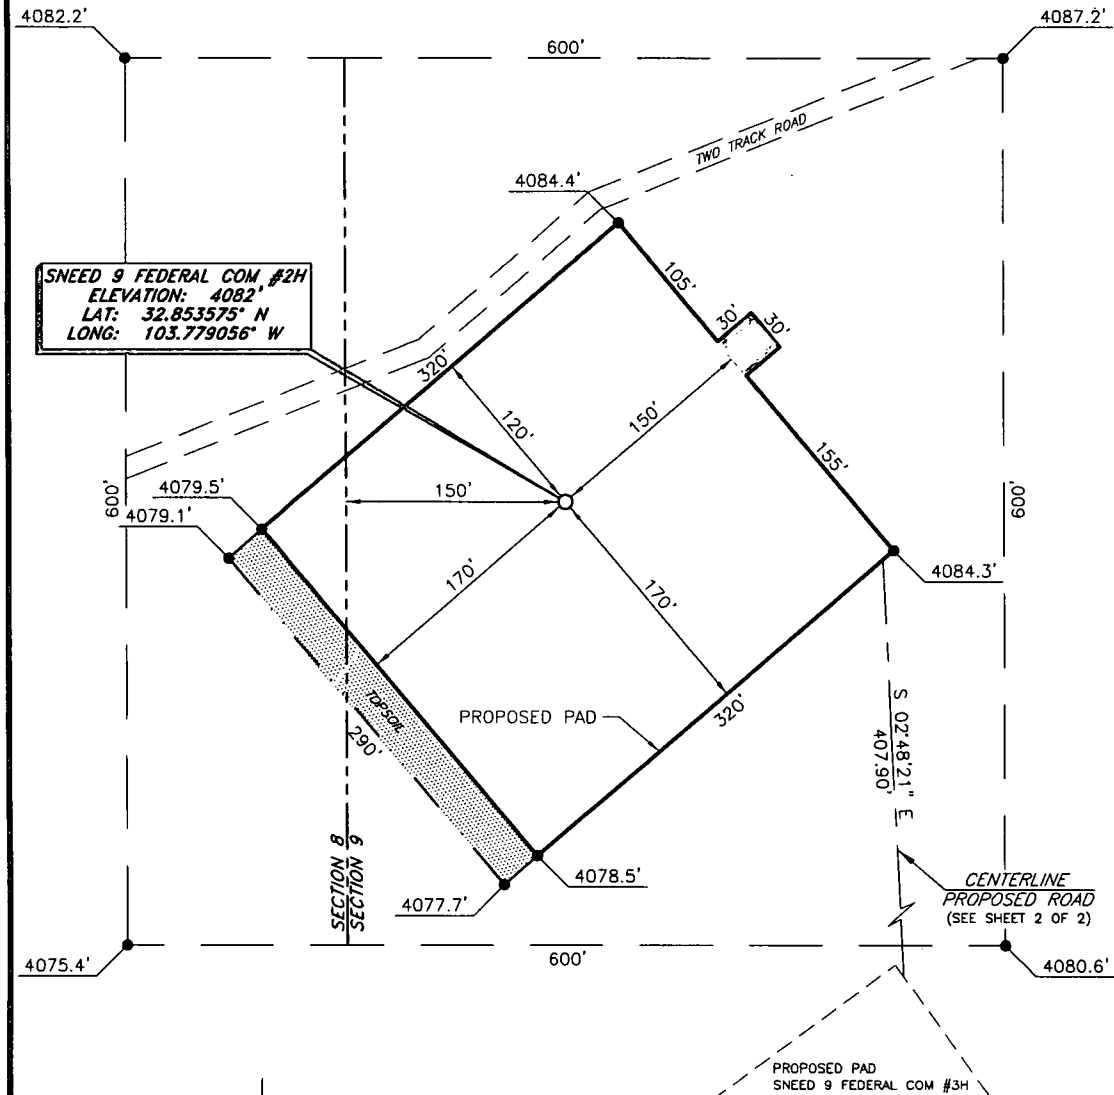 4082.2'
4087.2'
600'
TWO TRACK ROAD
4084.4'
SNEED 9 FEDERAL COM #2H
ELEVATION: 4082'
LAT: 32.853575° N
LONG: 103.779056° W
105'
30'
30'
320'
120'
150'
155'
4079.5'
600'
4079.1'
150'
600'
4084.3'
170'
170'
TOPSOIL
PROPOSED PAD
320'
290'
S 02°48'21" E
407.90'
SECTION 8
SECTION 9
4078.5'
4077.7'
CENTERLINE
PROPOSED ROAD
(SEE SHEET 2 OF 2)
4075.4'
600'
4080.6'
PROPOSED PAD
SNEED 9 FEDERAL COM #3H